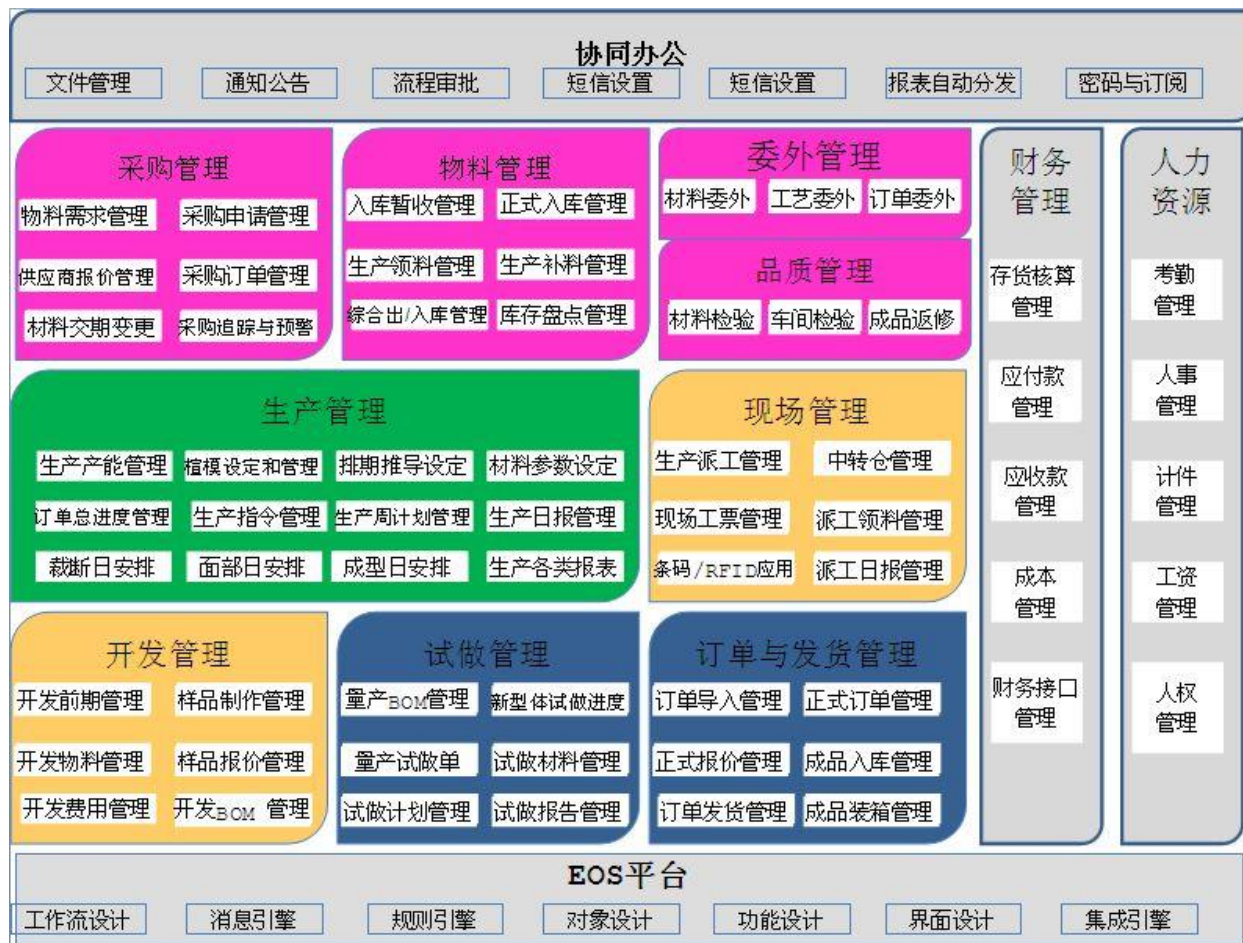 协同办公
文件管理 通知公告 流程审批 短信设置 短信设置 报表自动分发 密码与订阅
采购管理
物料需求管理 采购申请管理
供应商报价管理 采购订单管理
材料交期变更 采购追踪与预警
物料管理
入库暂收管理 正式入库管理
生产领料管理 生产补料管理
综合出/入库管理 库存盘点管理
委外管理
材料委外 工艺委外 订单委外
品质管理
材料检验 车间检验 成品返修
财务
管理
存货核算
管理
应付款
管理
应收款
管理
成本
管理
财务接口
管理
人力
资源
考勤
管理
人事
管理
计件
管理
工资
管理
人权
管理
生产管理
生产产能管理 楦模设定和管理 排期推导设定 材料参数设定
订单总进度管理 生产指令管理 生产周计划管理 生产日报管理
裁断日安排 面部日安排 成型日安排 生产各类报表
现场管理
生产派工管理 中转仓管理
现场工票管理 派工领料管理
条码/RFID应用 派工日报管理
开发管理
开发前期管理 样品制作管理
开发物料管理 样品报价管理
开发费用管理 开发BOM 管理
试做管理
量产BOM管理 新型体试做进度
量产试做单 试做材料管理
试做计划管理 试做报告管理
订单与发货管理
订单导入管理 正式订单管理
正式报价管理 成品入库管理
订单发货管理 成品装箱管理
EOS平台
工作流设计 消息引擎 规则引擎 对象设计 功能设计 界面设计 集成引擎